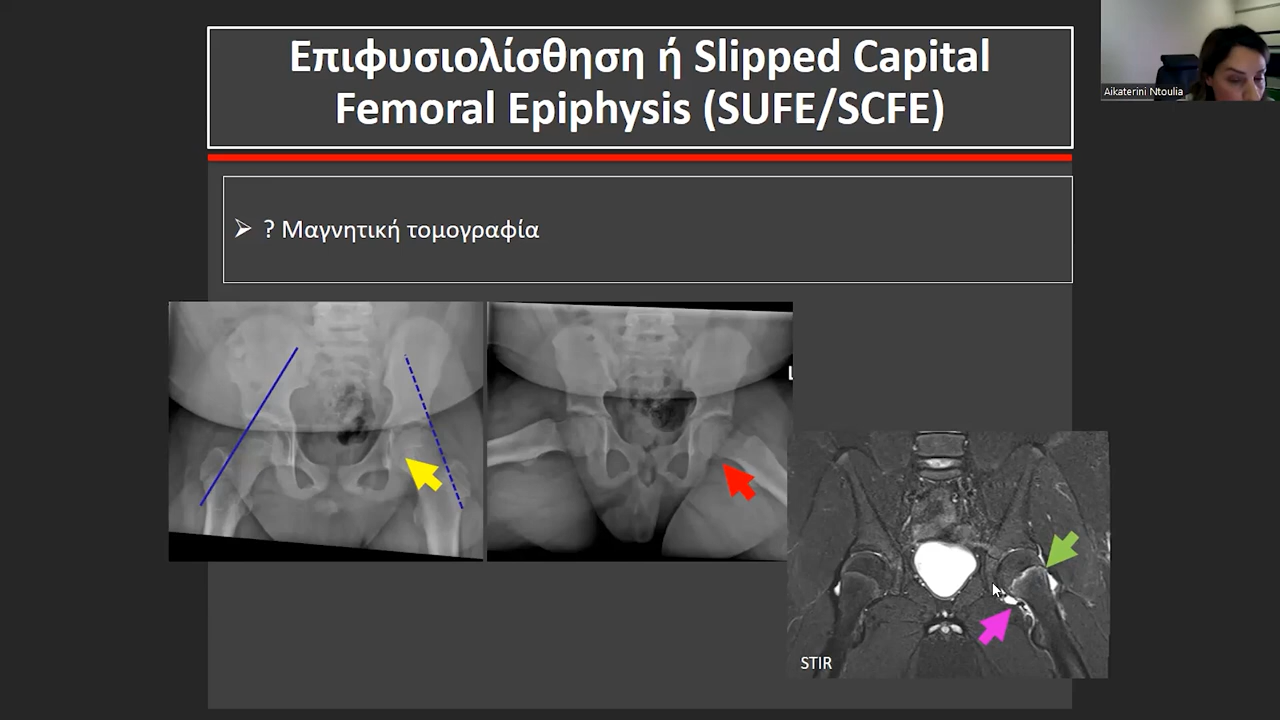 Επιφυσιολίσθηση ή Slipped Capital
Femoral Epiphysis (SUFE/SCFE)
Aikaterini Ntoulia
? Μαγνητική τομογραφία
L
STIR